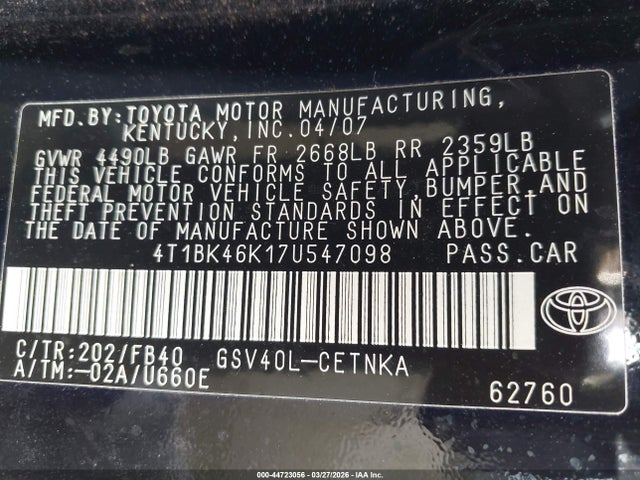 MFD.BY:TOYOTA MOTOR MANUFACTURING,
KENTUCKY,INC.04/07
GVWR 4490LB GAWR FR 2668LB RR 2359LB
THIS VEHICLE CONFORMS TO ALL APPLICABLE
FEDERAL MOTOR VEHICLE SAFETY,BUMPER,AND
THEFT PREVENTION STANDARDS IN EFFECT ON
THE DATE OF MANUFACTURE SHOWN ABOVE.
4T1BK46K17U547098 PASS.CAR
C/TR:202/FB40 GSV40L-CETNKA
A/TM:-02A/U660E
62760
000-44723056 | 03/27/2026 | IAA Inc.